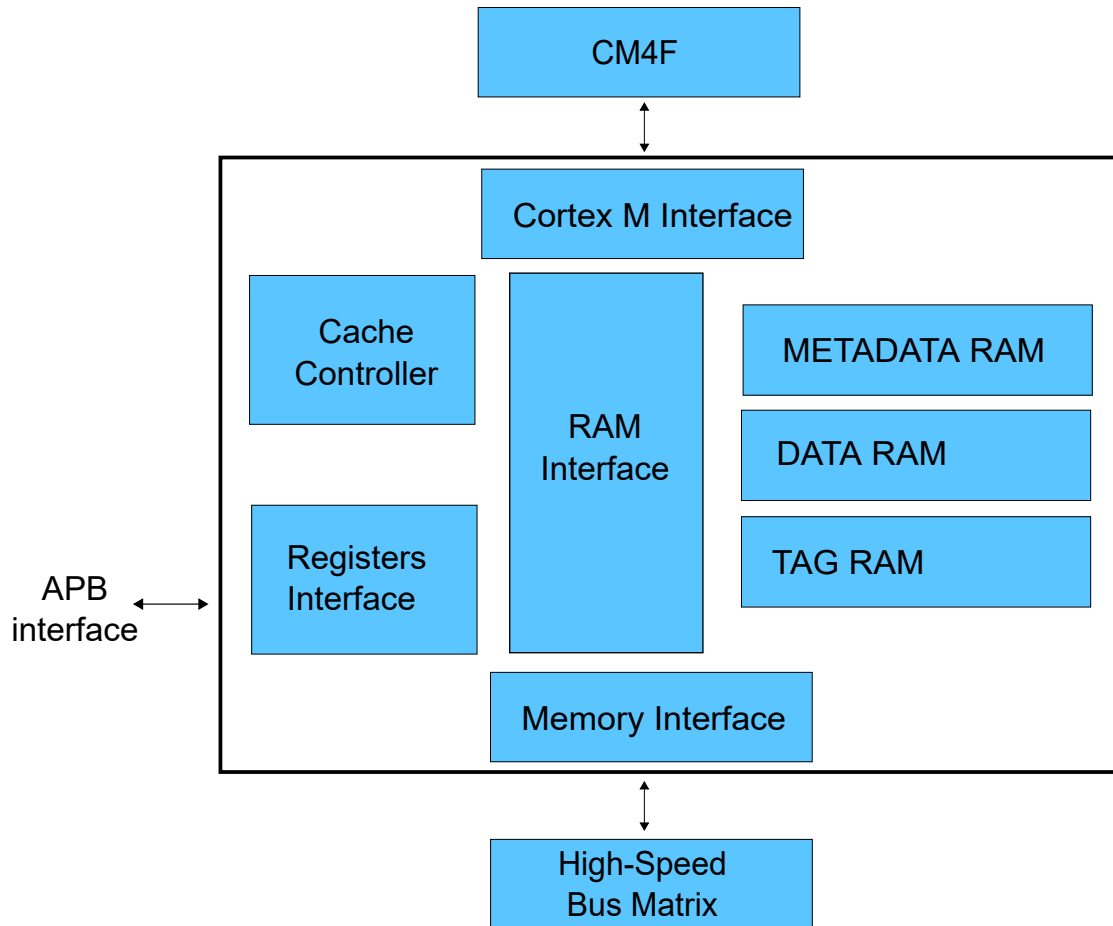 CM4F
Cortex M Interface
Cache
Controller
RAM
Interface
METADATA RAM
DATA RAM
TAG RAM
Registers
Interface
APB
interface
Memory Interface
High-Speed
Bus Matrix